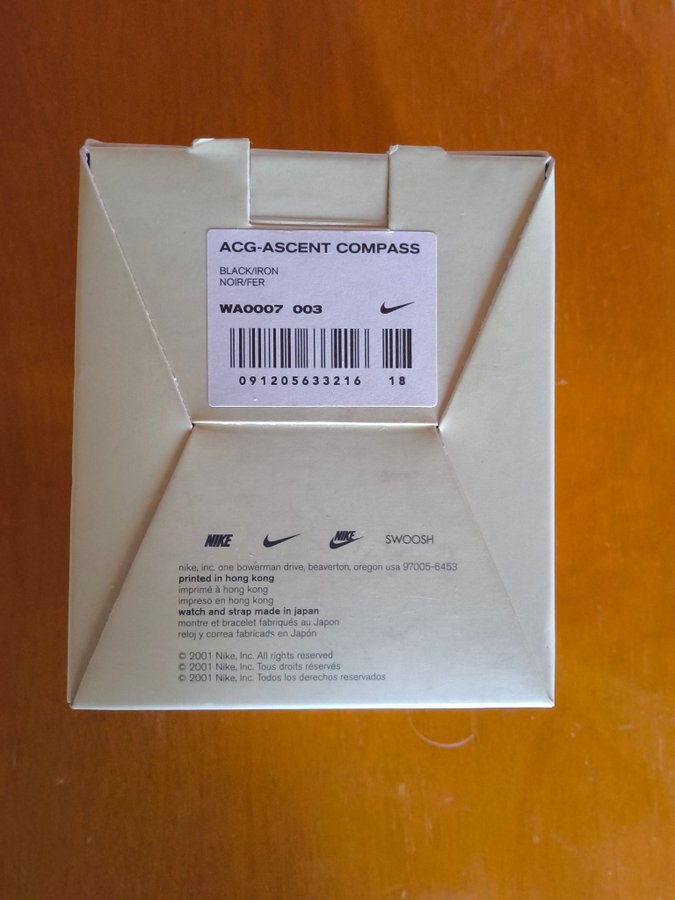 ACG-ASCENT COMPASS
BLACK/IRON
NOIR/FER
WA0007 003
091205633216 18
NIKE NIKE SWOOSH
nike, inc. one bowerman drive, beaverton, oregon usa 97005-6453
printed in hong kong
imprimé à hong kong
impreso en hong kong
watch and strap made in japan
montre et bracelet fabriqués au Japon
reloj y correa fabricads en Japón
© 2001 Nike, Inc. All rights reserved
© 2001 Nike, Inc. Tous droits réservés
© 2001 Nike, Inc. Todos los derechos reservados